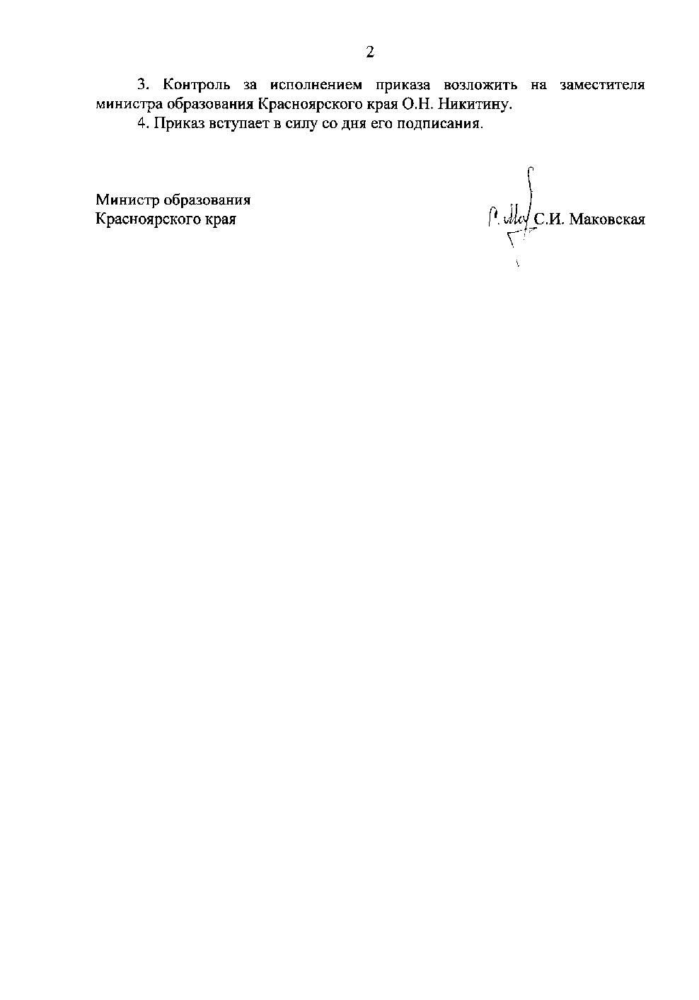 2
3. Контроль за исполнением приказа возложить на заместителя
министра образования Красноярского края О.Н. Никитину.
4. Приказ вступает в силу со дня его подписания.
Министр образования
Красноярского края
С.И. Маковская